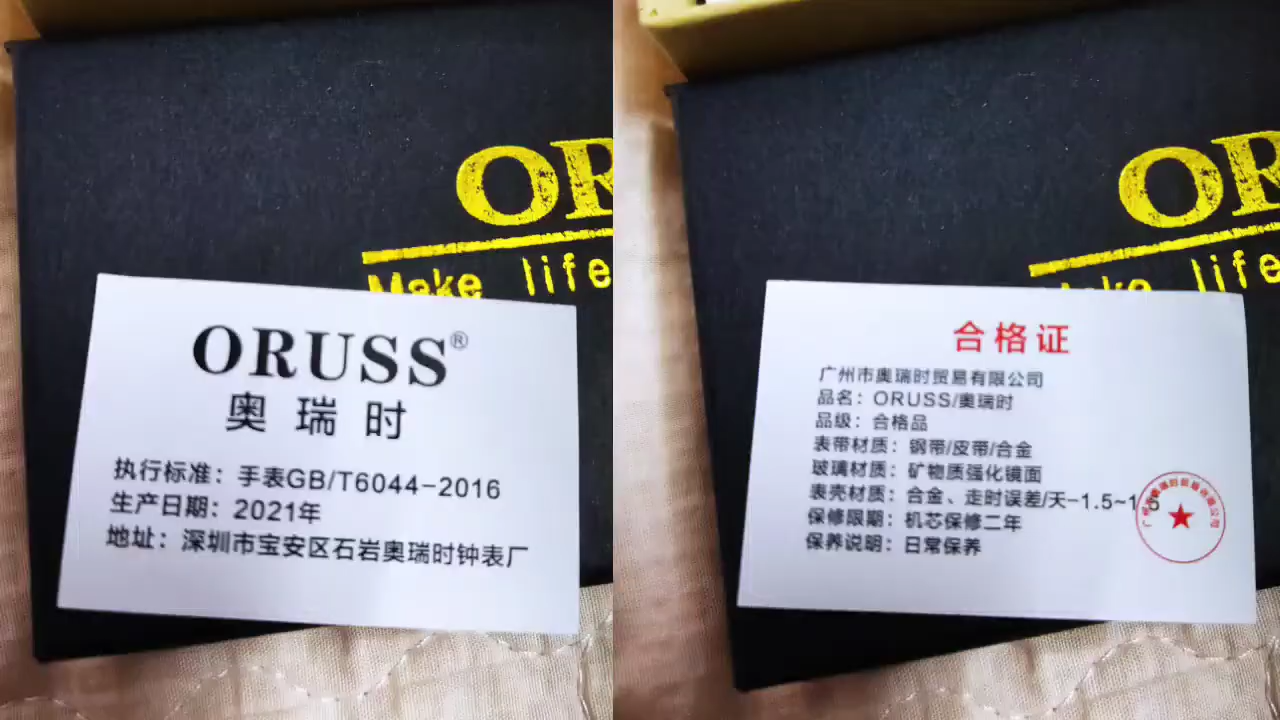 OR
Make life
ORUSS®
奥瑞时
执行标准：手表GB/T6044-2016
生产日期：2021年
地址：深圳市宝安区石岩奥瑞时钟表厂
OR
life
合格证
广州市奥瑞时贸易有限公司
品名：ORUSS/奥瑞时
品级：合格品
表带材质：钢带/皮带/合金
玻璃材质：矿物质强化镜面
表壳材质：合金、走时误差/天-1.5~1.5
保修限期：机芯保修二年
保养说明：日常保养